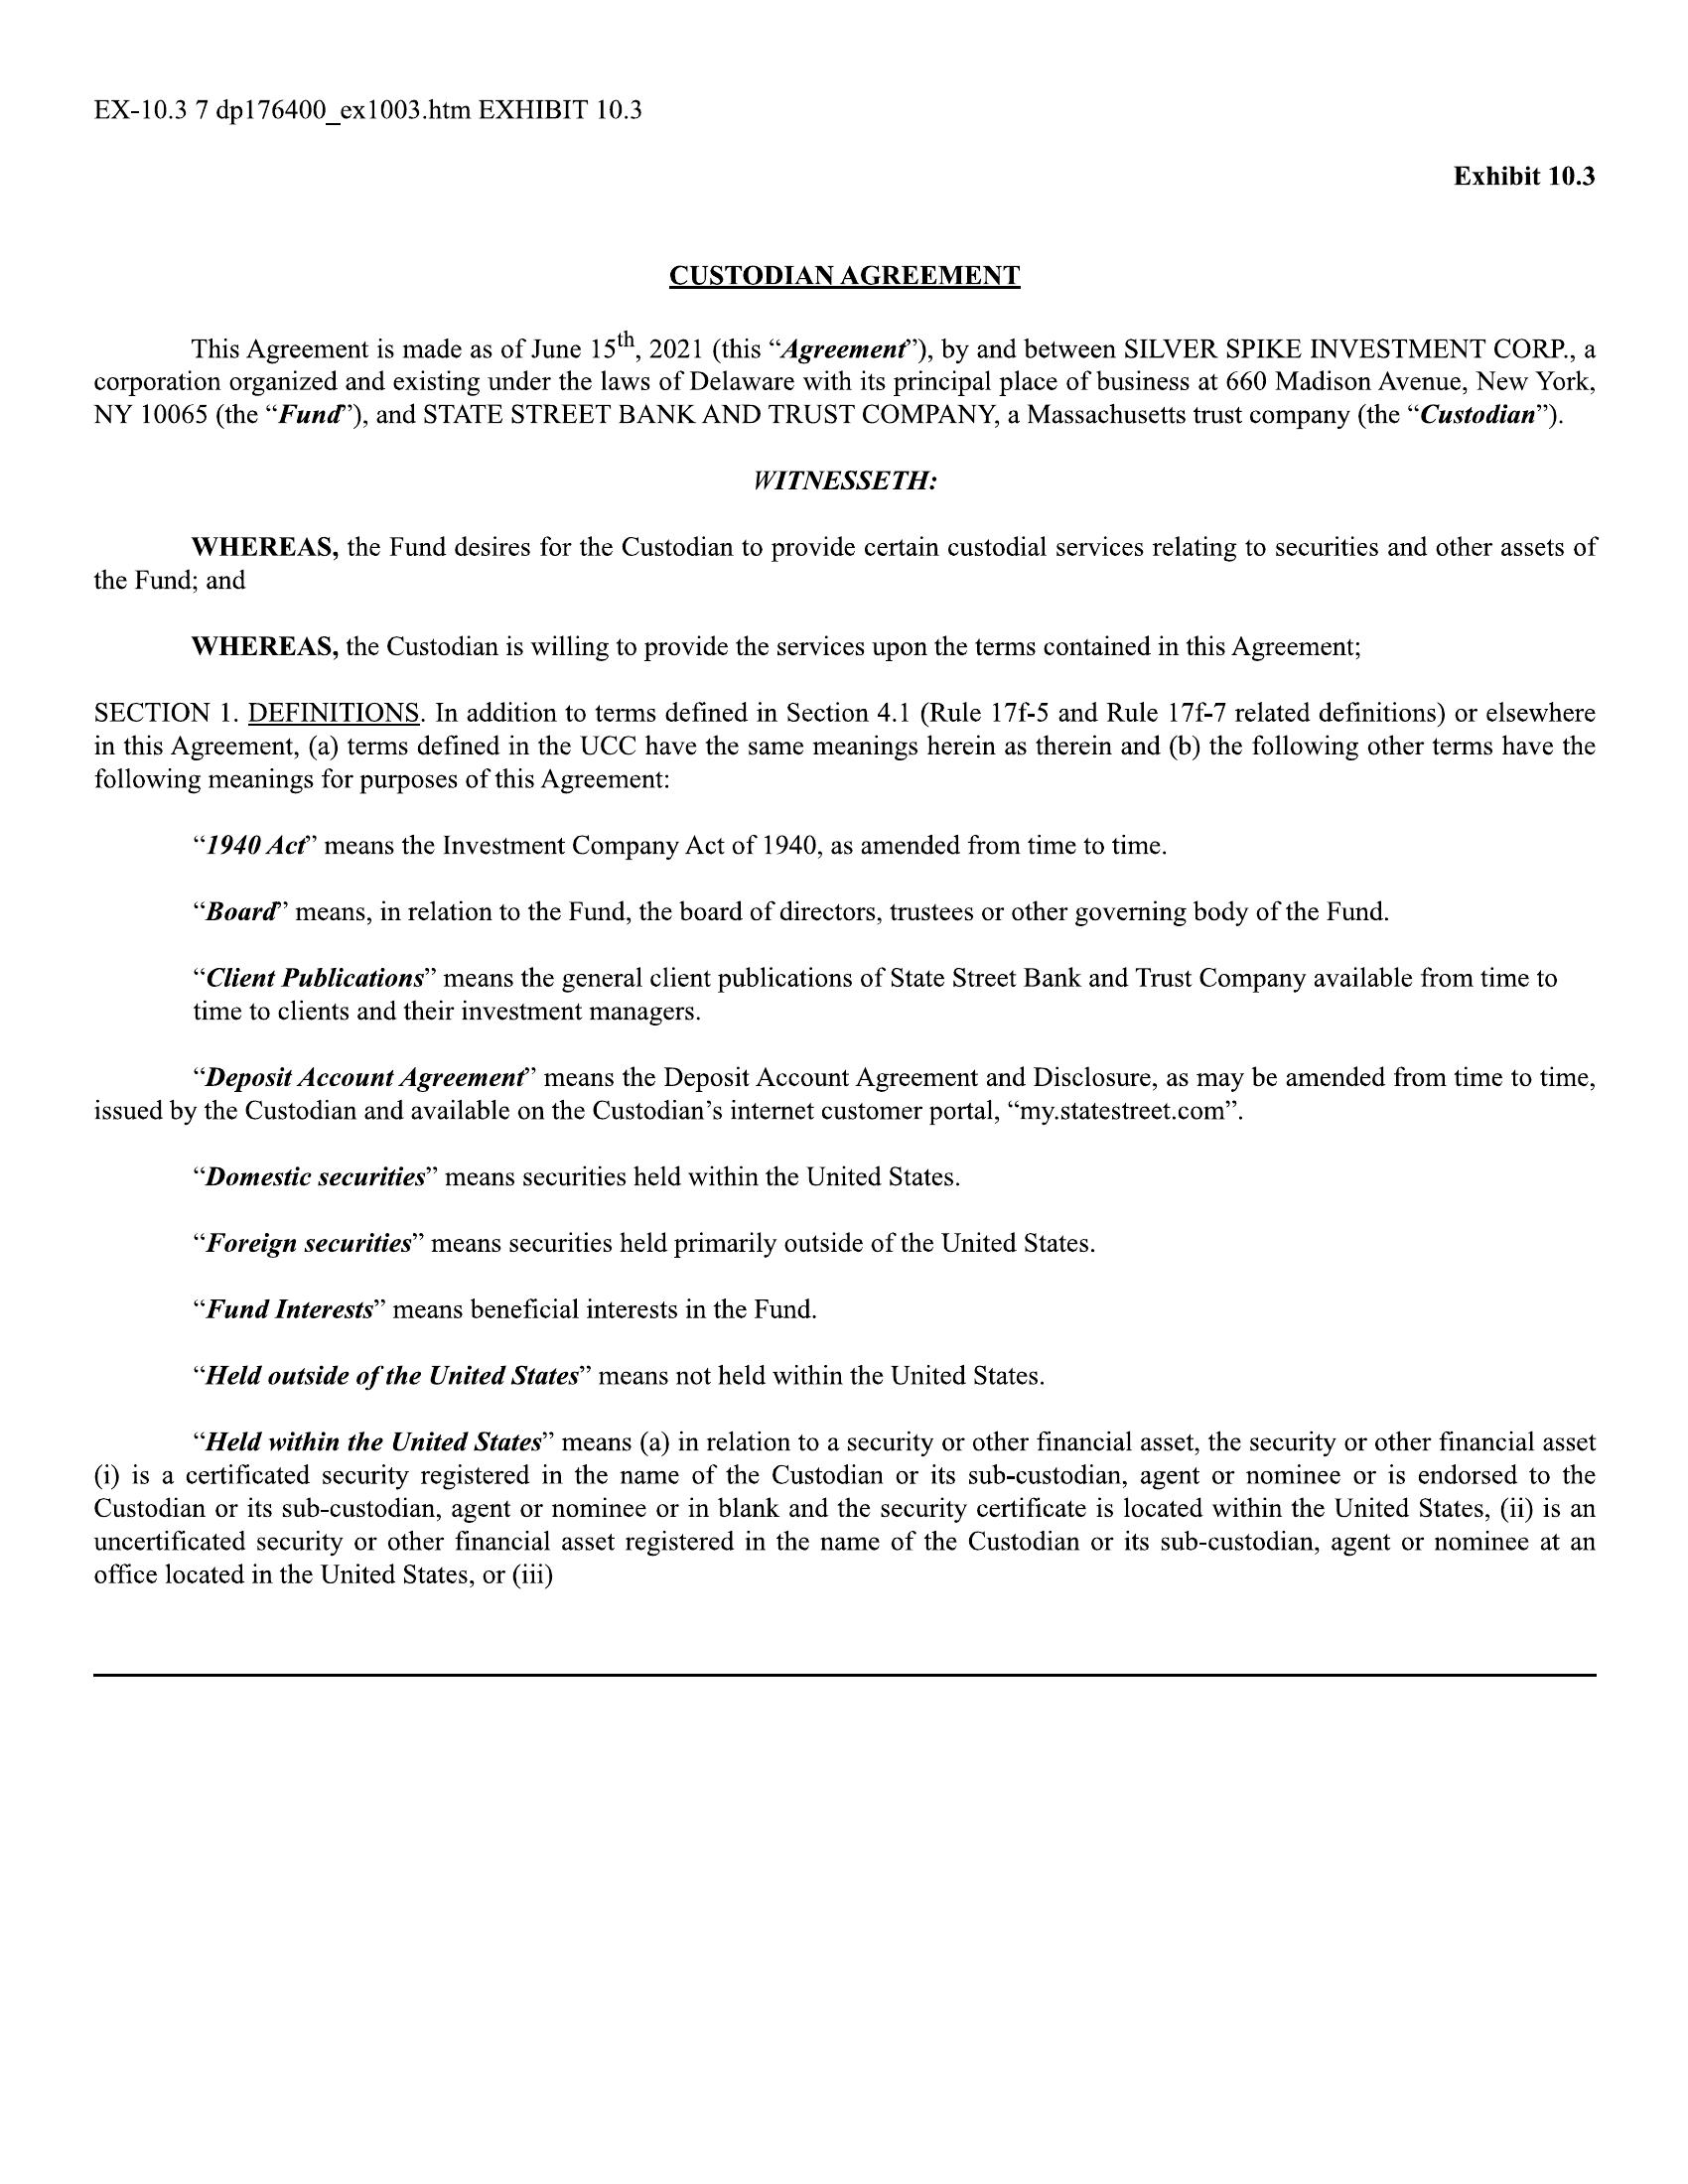 EX-10.3 7 dp176400_ex1003.htm EXHIBIT 10.3
Exhibit 10.3
CUSTODIAN AGREEMENT
This Agreement is made as of June 15th, 2021 (this “Agreement”), by and between SILVER SPIKE INVESTMENT CORP., a
corporation organized and existing under the laws of Delaware with its principal place of business at 660 Madison Avenue, New York,
NY 10065 (the “Fund”), and STATE STREET BANK AND TRUST COMPANY, a Massachusetts trust company (the “Custodian”).
WITNESSETH:
WHEREAS, the Fund desires for the Custodian to provide certain custodial services relating to securities and other assets of
the Fund; and
WHEREAS, the Custodian is willing to provide the services upon the terms contained in this Agreement;
SECTION 1. DEFINITIONS. In addition to terms defined in Section 4.1 (Rule 17f-5 and Rule 17f-7 related definitions) or elsewhere
in this Agreement, (a) terms defined in the UCC have the same meanings herein as therein and (b) the following other terms have the
following meanings for purposes of this Agreement:
“1940 Act” means the Investment Company Act of 1940, as amended from time to time.
“Board” means, in relation to the Fund, the board of directors, trustees or other governing body of the Fund.
“Client Publications” means the general client publications of State Street Bank and Trust Company available from time to
time to clients and their investment managers.
“Deposit Account Agreement” means the Deposit Account Agreement and Disclosure, as may be amended from time to time,
issued by the Custodian and available on the Custodian’s internet customer portal, “my.statestreet.com”.
“Domestic securities” means securities held within the United States.
“Foreign securities” means securities held primarily outside of the United States.
“Fund Interests” means beneficial interests in the Fund.
“Held outside of the United States” means not held within the United States.
“Held within the United States” means (a) in relation to a security or other financial asset, the security or other financial asset
(i) is a certificated security registered in the name of the Custodian or its sub-custodian, agent or nominee or is endorsed to the
Custodian or its sub-custodian, agent or nominee or in blank and the security certificate is located within the United States, (ii) is an
uncertificated security or other financial asset registered in the name of the Custodian or its sub-custodian, agent or nominee at an
office located in the United States, or (iii)